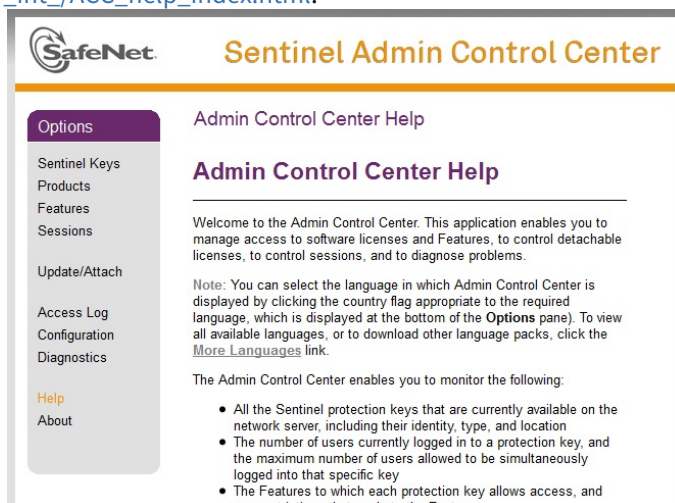 _int_/ACC_help_index.html.
SafeNet.
Sentinel Admin Control Center
Options
Sentinel Keys
Products
Features
Sessions
Update/Attach
Access Log
Configuration
Diagnostics
Help
About
Admin Control Center Help
Admin Control Center Help
Welcome to the Admin Control Center. This application enables you to
manage access to software licenses and Features, to control detachable
licenses, to control sessions, and to diagnose problems.
Note: You can select the language in which Admin Control Center is
displayed by clicking the country flag appropriate to the required
language, which is displayed at the bottom of the Options pane). To view
all available languages, or to download other language packs, click the
More Languages link.
The Admin Control Center enables you to monitor the following:
• All the Sentinel protection keys that are currently available on the
network server, including their identity, type, and location
• The number of users currently logged in to a protection key, and
the maximum number of users allowed to be simultaneously
logged into that specific key
• The Features to which each protection key allows access, and